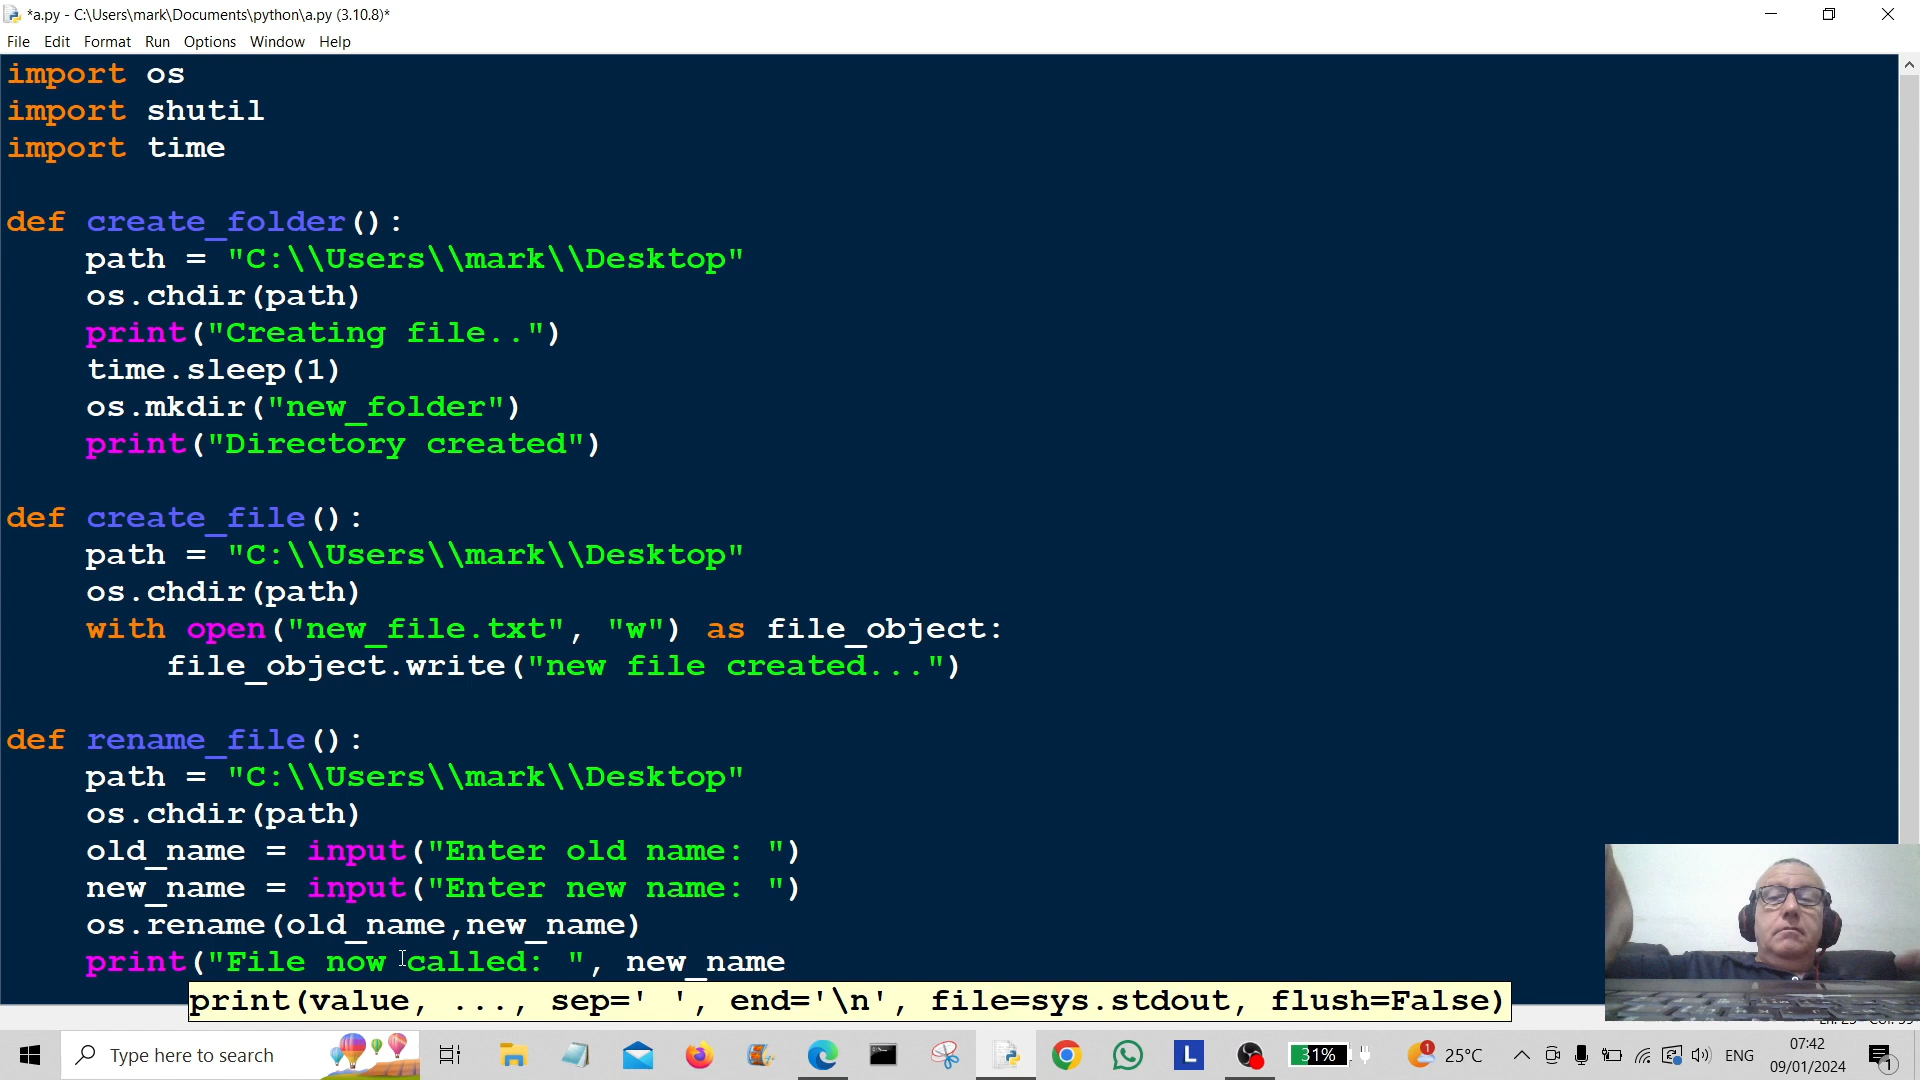 *a.py - C:\Users\mark\Documents\python\a.py (3.10.8)*
File Edit Format Run Options Window Help
import os
import shutil
import time
def create_folder():
    path = "C:\\Users\\mark\\Desktop"
    os.chdir(path)
    print("Creating file..")
    time.sleep(1)
    os.mkdir("new_folder")
    print("Directory created")
def create_file():
    path = "C:\\Users\\mark\\Desktop"
    os.chdir(path)
    with open("new_file.txt", "w") as file_object:
        file_object.write("new file created...")
def rename_file():
    path = "C:\\Users\\mark\\Desktop"
    os.chdir(path)
    old_name = input("Enter old name: ")
    new_name = input("Enter new name: ")
    os.rename(old_name,new_name)
    print("File now called: ", new_name
print(value, ..., sep=' ', end='\n', file=sys.stdout, flush=False)
Type here to search
L
31%
1
25°C
ENG
07:42
09/01/2024
1